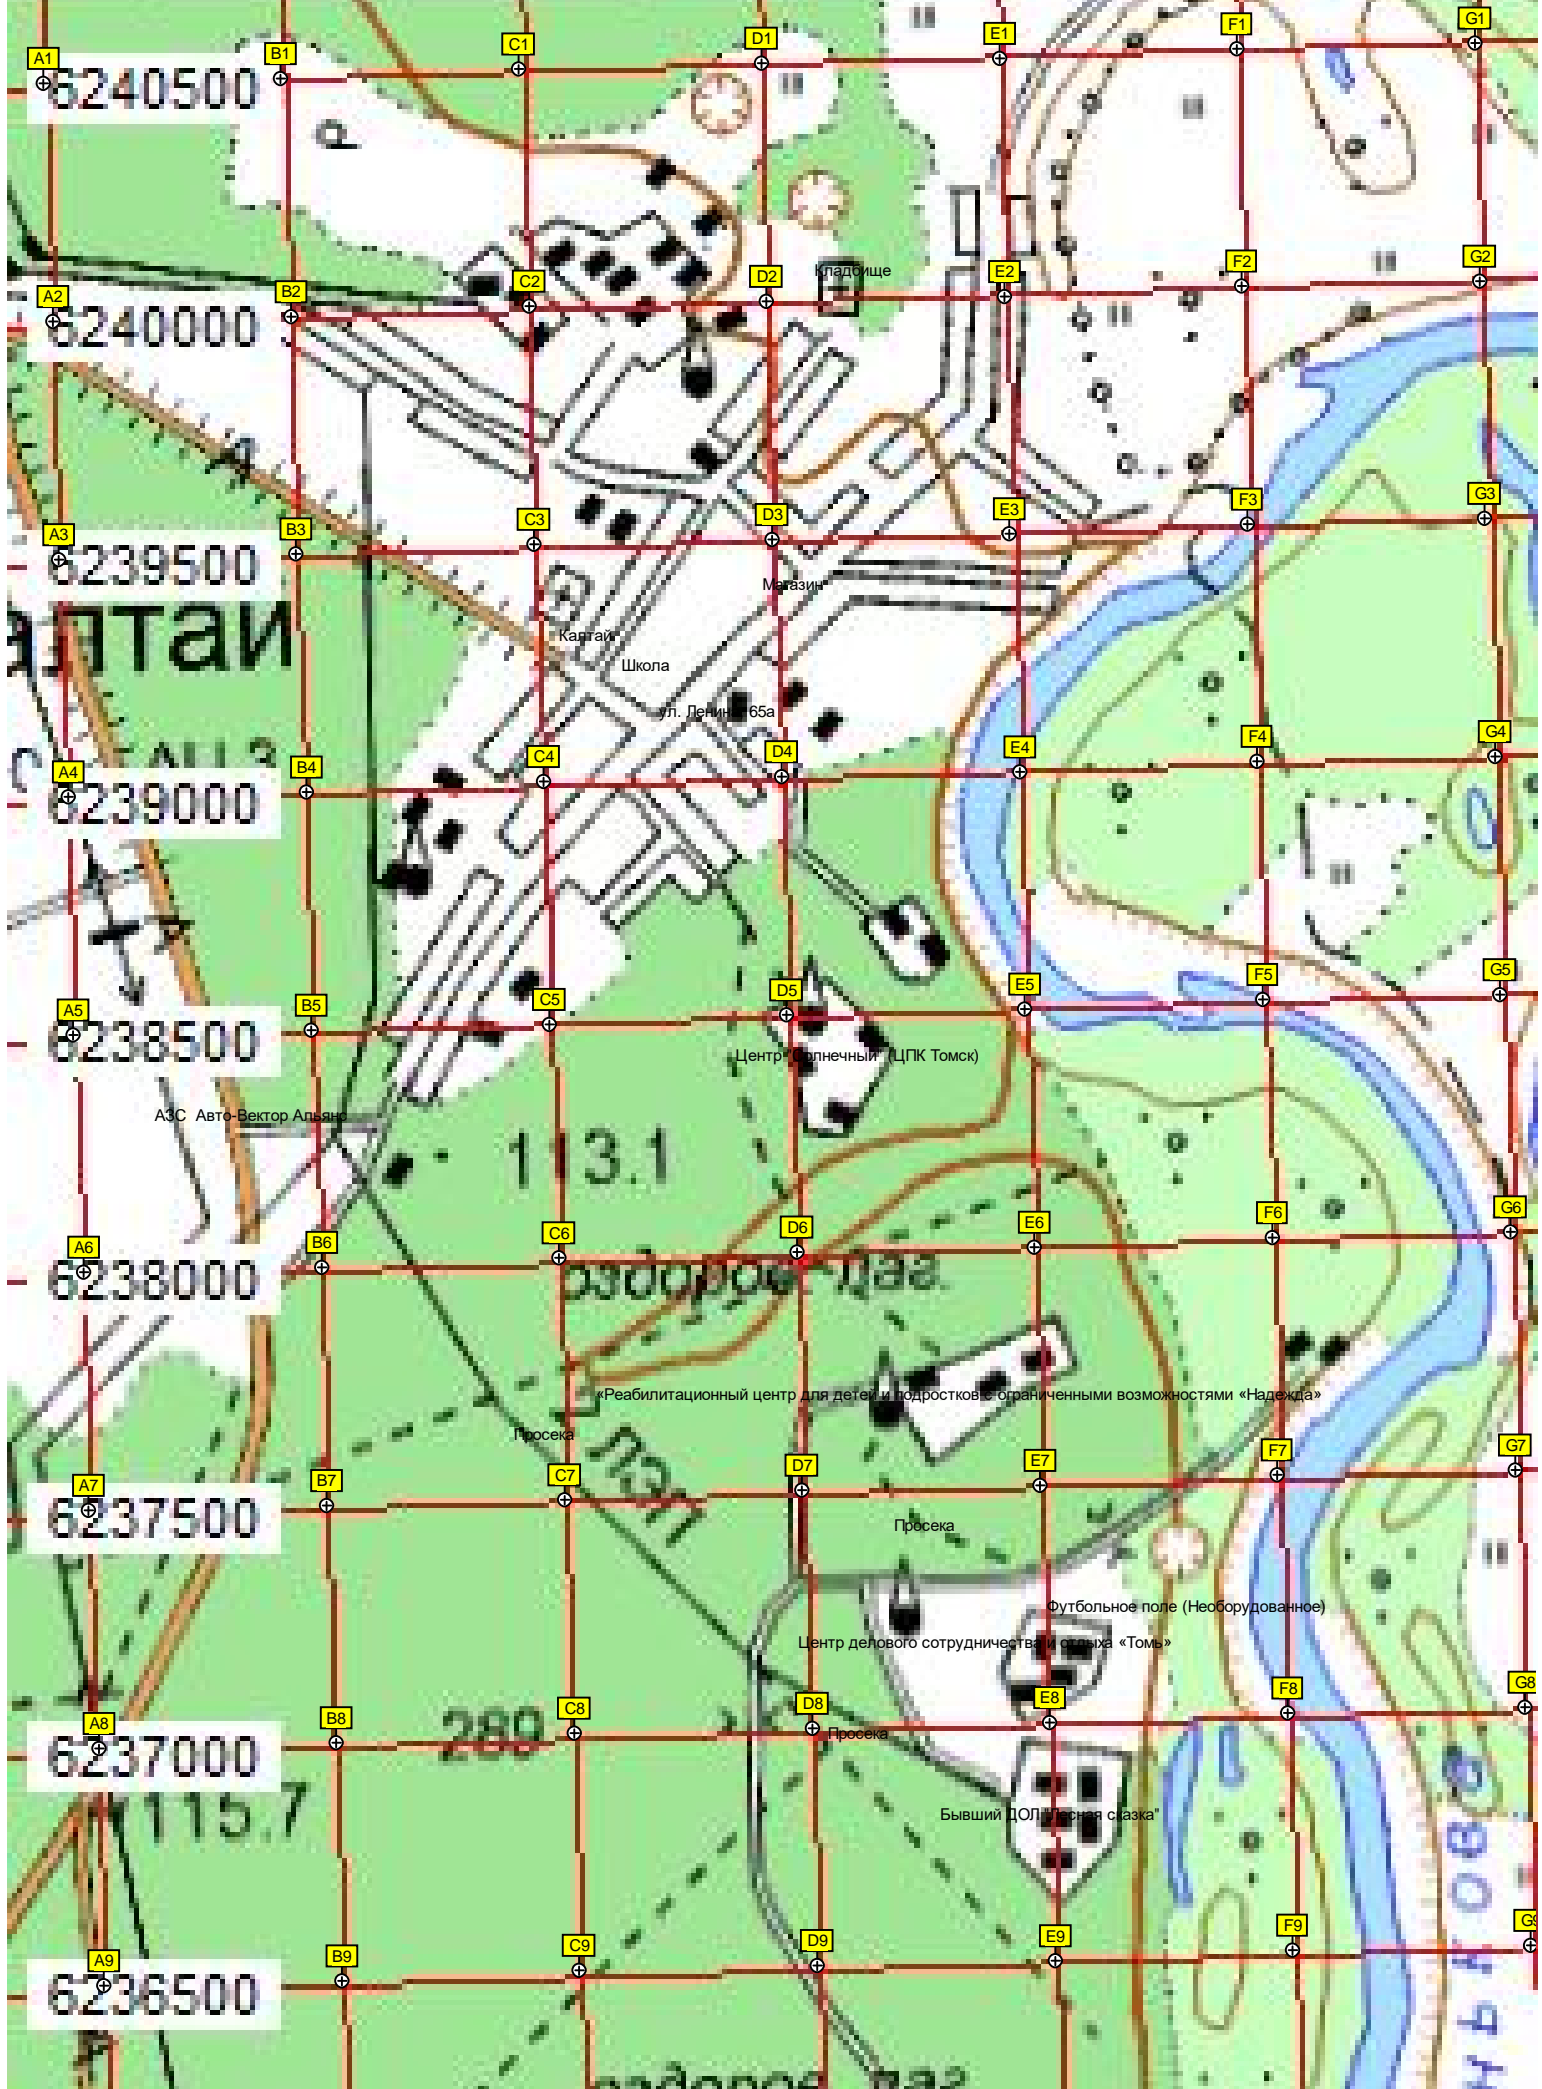 A1 B1 C1 D1 E1 F1 G1
6240500
Кладбище
A2 B2 C2 D2 E2 F2 G2
6240000
A3 B3 C3 D3 E3 F3 G3
6239500
Магазин
алтай
Калтай
Школа
ул. Ленина 65а
A4 B4 C4 D4 E4 F4 G4
6239000
A5 B5 C5 D5 E5 F5 G5
6238500
Центр "Солнечный" (ЦПК Томск)
АЗС Авто-Вектор Альянс
113.1
A6 B6 C6 D6 E6 F6 G6
6238000
«Реабилитационный центр для детей и подростков с ограниченными возможностями «Надежда»
Просека
ЛЭП
A7 B7 C7 D7 E7 F7 G7
6237500
Просека
Футбольное поле (Необорудованное)
Центр делового сотрудничества и отдыха «Томь»
A8 B8 C8 D8 E8 F8 G8
289
Просека
6237000
115.7
Бывший ДОЛ "Лесная сказка"
A9 B9 C9 D9 E9 F9 G9
6236500